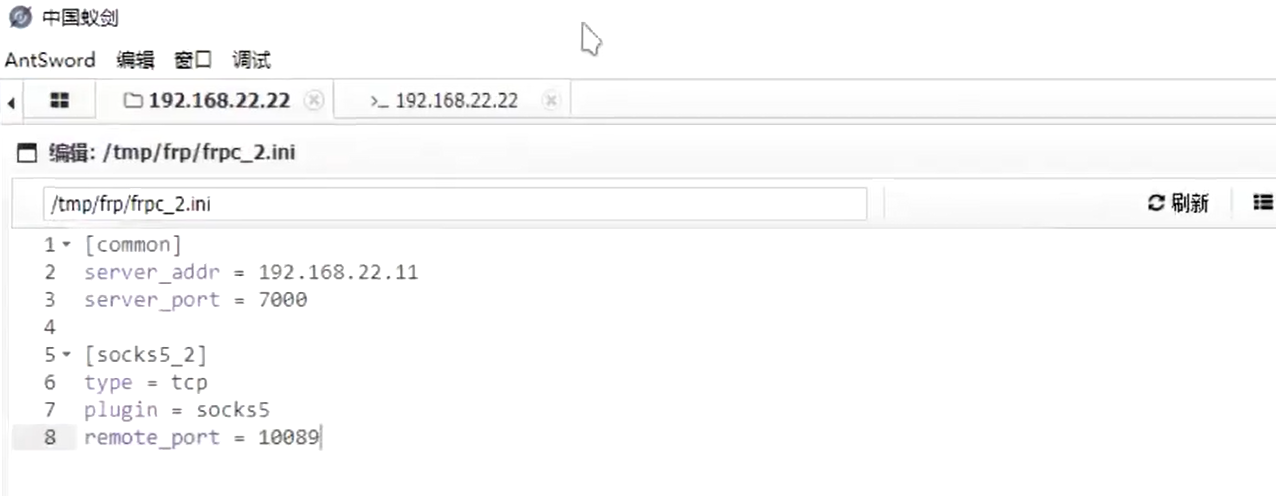 中国蚁剑
AntSword 编辑 窗口 调试
192.168.22.22 >_ 192.168.22.22
编辑: /tmp/frp/frpc_2.ini
/tmp/frp/frpc_2.ini 刷新
1 [common]
2 server_addr = 192.168.22.11
3 server_port = 7000
4
5 [socks5_2]
6 type = tcp
7 plugin = socks5
8 remote_port = 10089